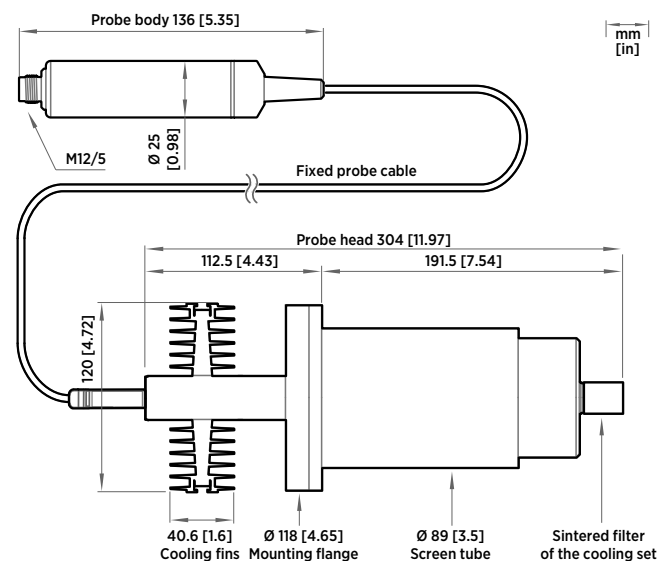 Probe body 136 [5.35]
mm
[in]
M12/5
Ø 25
[0.98]
Fixed probe cable
Probe head 304 [11.97]
112.5 [4.43]
191.5 [7.54]
120 [4.72]
40.6 [1.6]
Cooling fins
Ø 118 [4.65]
Mounting flange
Ø 89 [3.5]
Screen tube
Sintered filter
of the cooling set